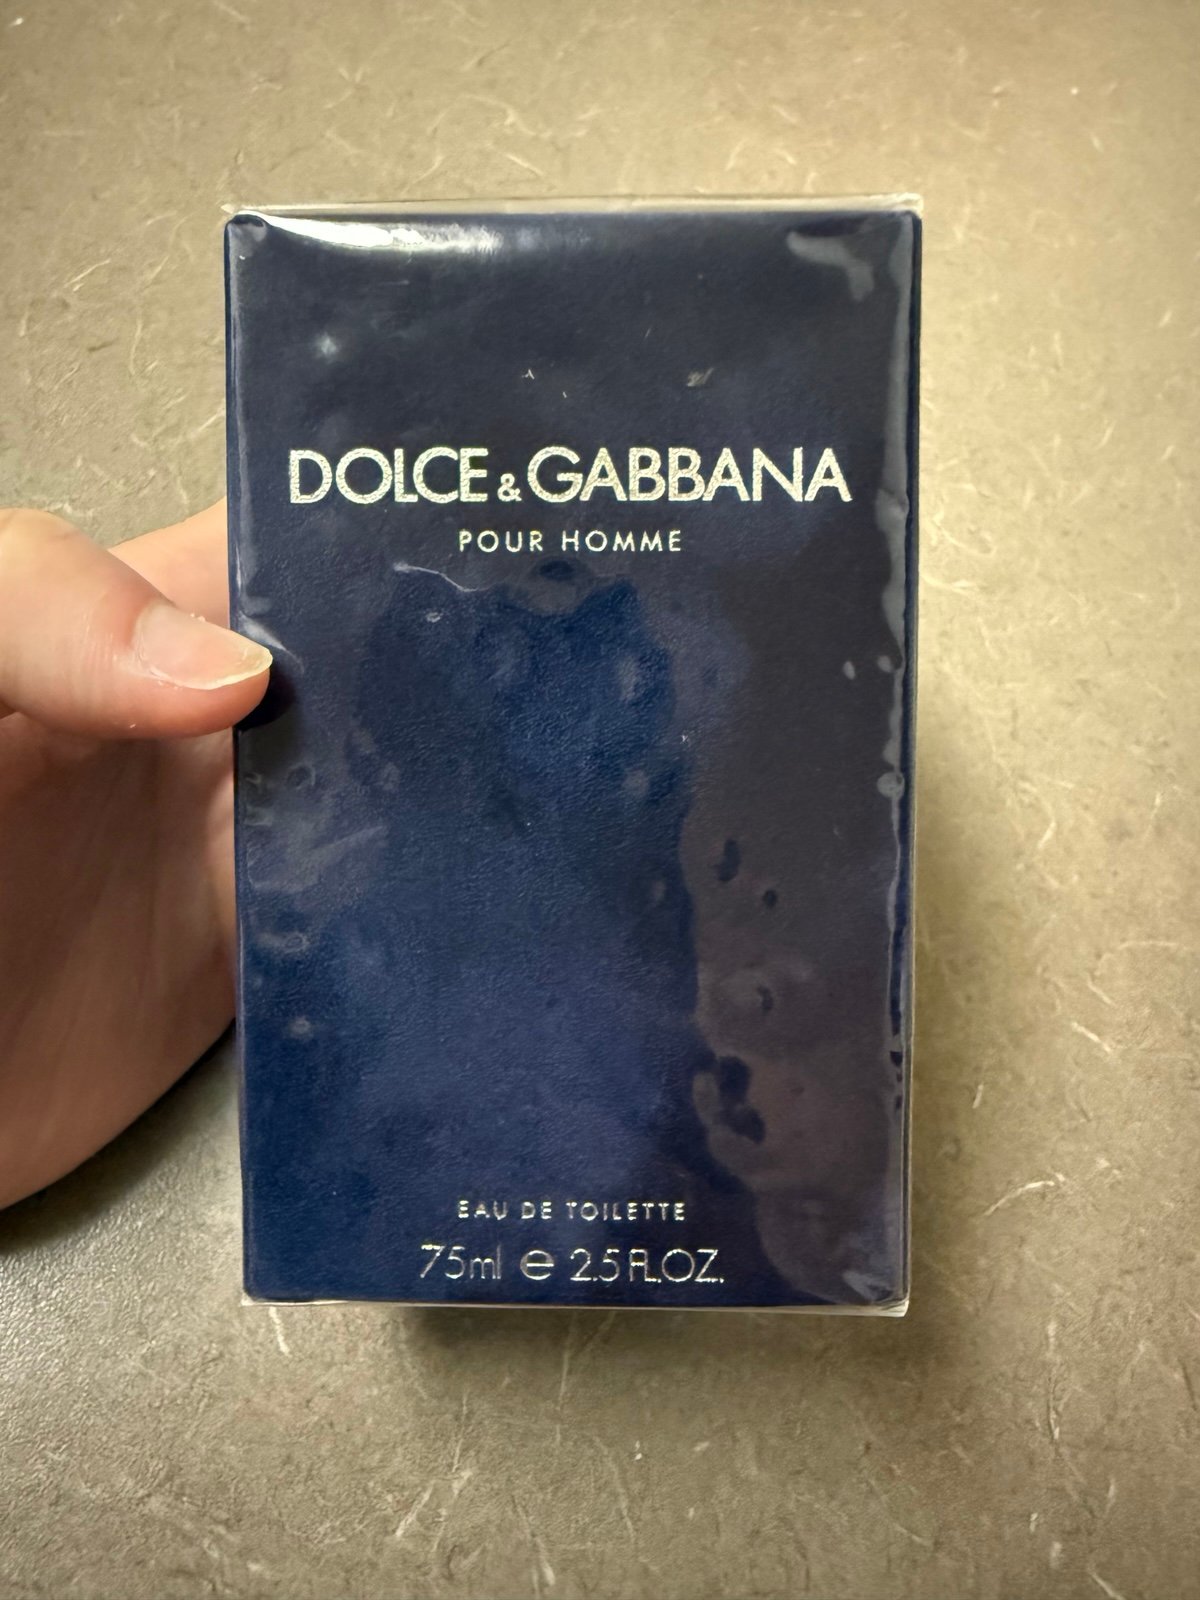 DOLCE & GABBANA
POUR HOMME
EAU DE TOILETTE
75ml e 2.5 FL.OZ.